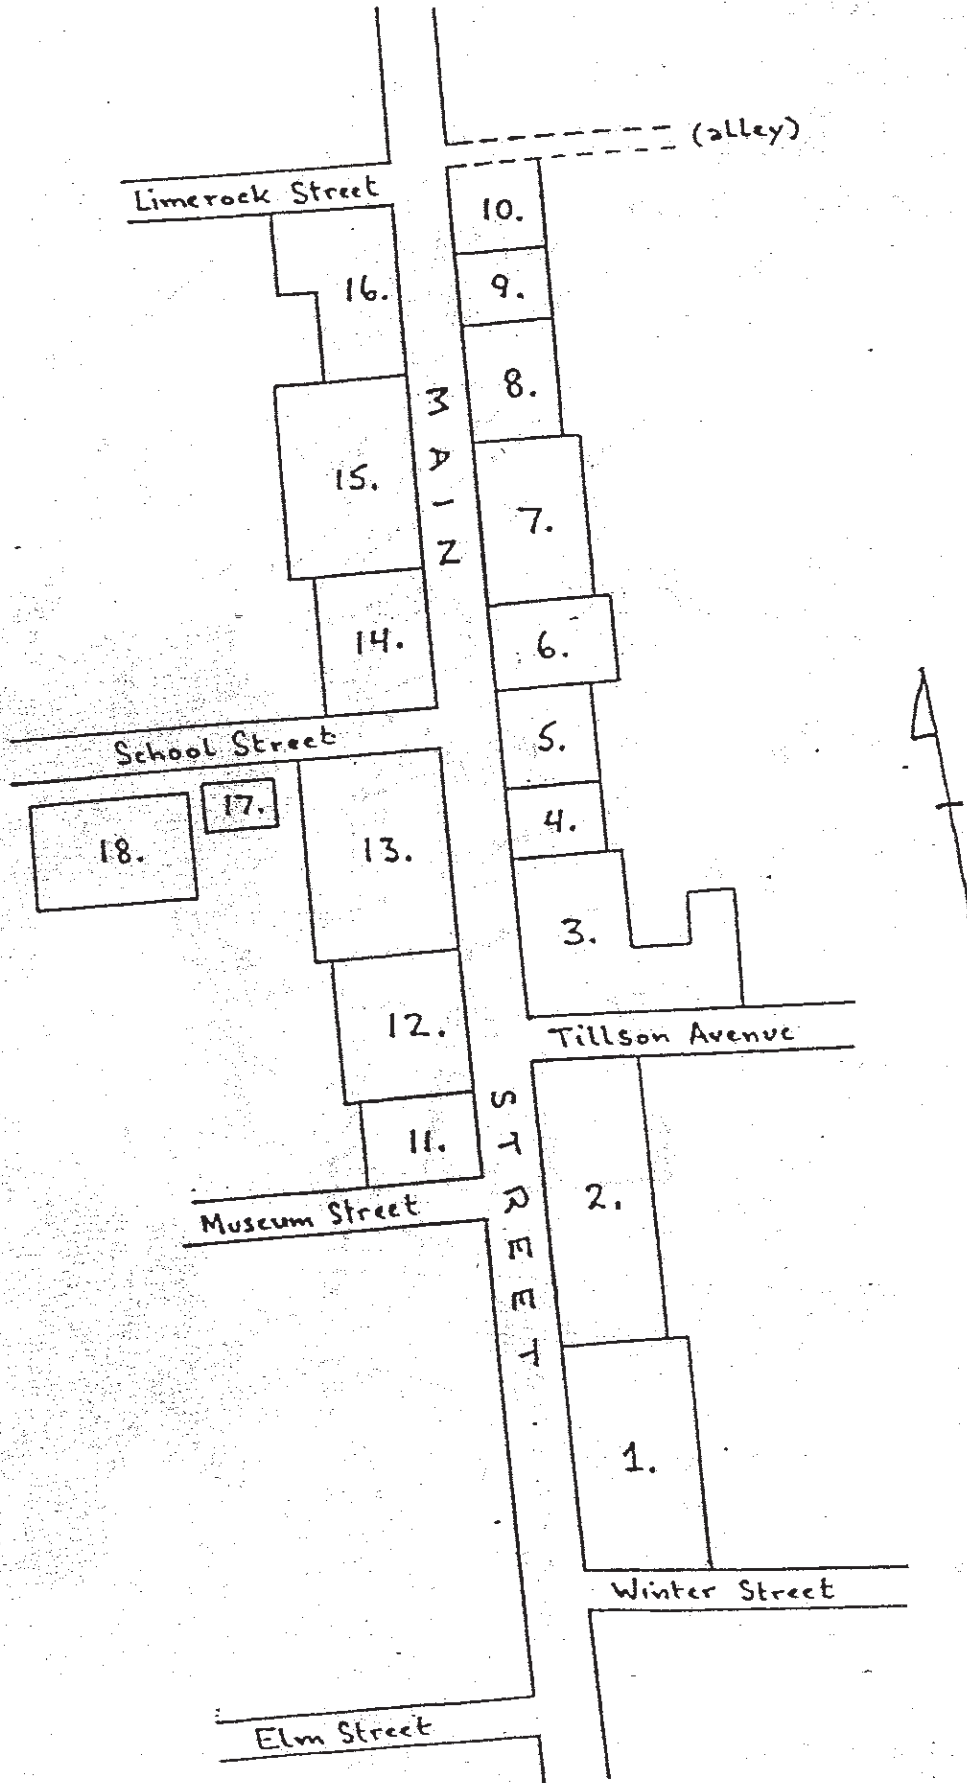 (alley)
Limerock Street
10.
16.
9.
8.
MAIN
15.
7.
14.
6.
School Street
5.
17.
4.
18.
13.
3.
12.
Tillson Avenue
STREET
11.
2.
Museum Street
1.
Winter Street
Elm Street